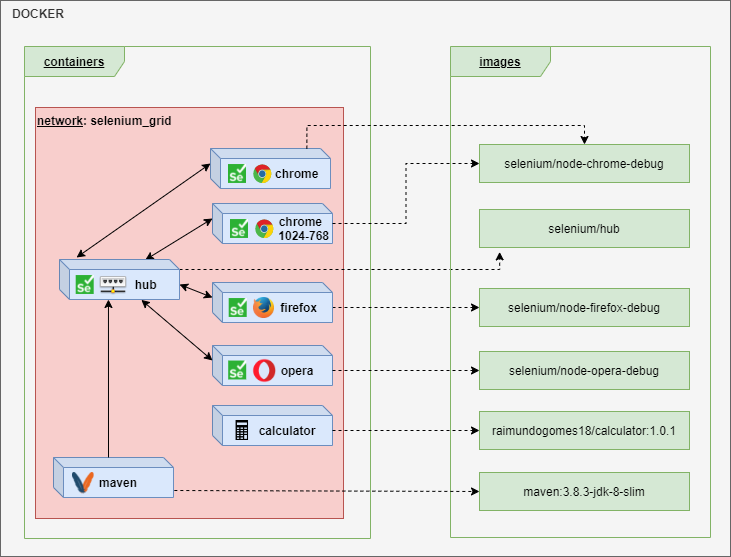 DOCKER
containers
images
network: selenium_grid
Se chrome
selenium/node-chrome-debug
Se chrome
1024-768
selenium/hub
Se hub
Se firefox
selenium/node-firefox-debug
Se opera
selenium/node-opera-debug
calculator
raimundogomes18/calculator:1.0.1
maven
maven:3.8.3-jdk-8-slim